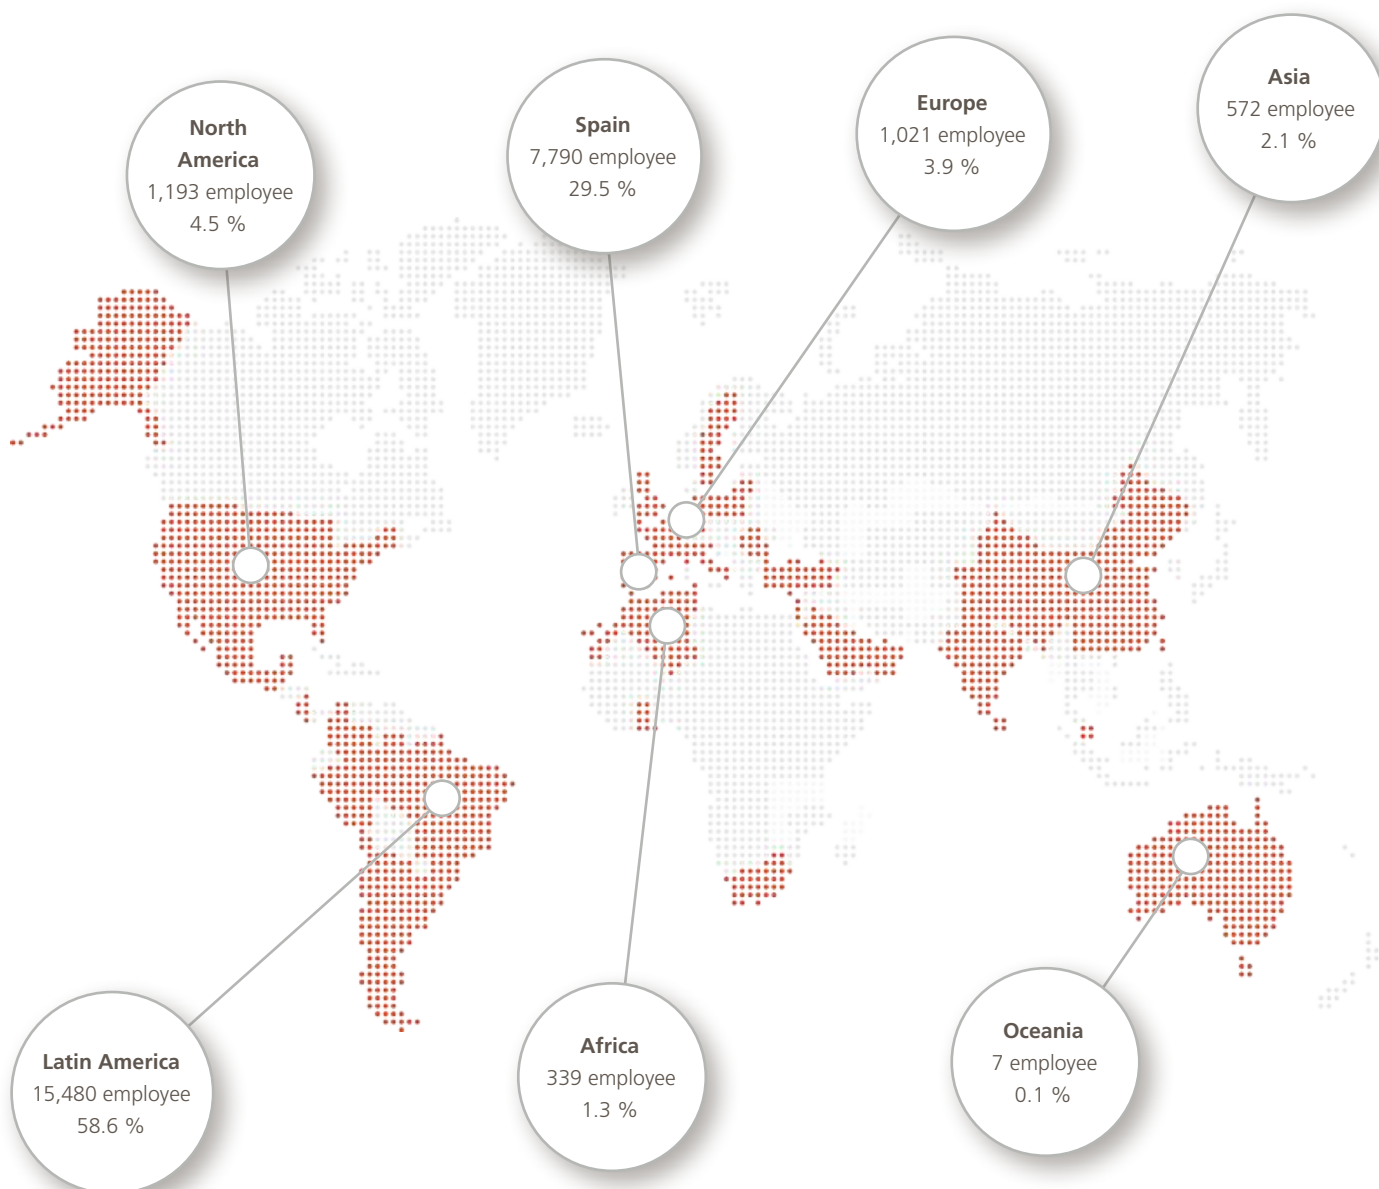 North
America
1,193 employee
4.5 %
Spain
7,790 employee
29.5 %
Europe
1,021 employee
3.9 %
Asia
572 employee
2.1 %
Latin America
15,480 employee
58.6 %
Africa
339 employee
1.3 %
Oceania
7 employee
0.1 %